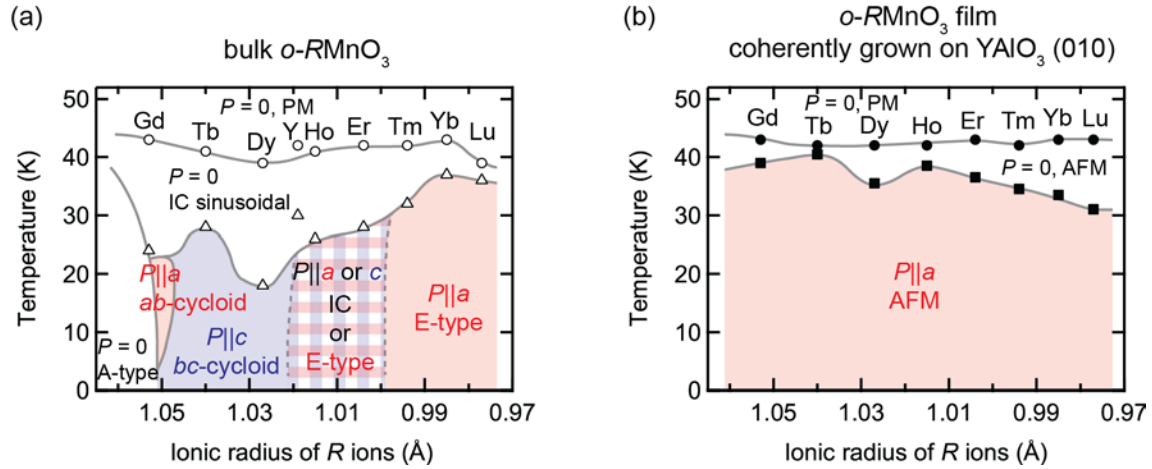 (a)
bulk o-RMnO₃
Temperature (K)
50
40
30
20
10
0
P = 0, PM
Gd
Tb
Dy
Y
Ho
Er
Tm
Yb
Lu
P = 0
IC sinusoidal
P||a
ab-cycloid
P||c
bc-cycloid
P||a or c
IC
or
E-type
P||a
E-type
P = 0
A-type
1.05
1.03
1.01
0.99
0.97
Ionic radius of R ions (Å)
(b)
o-RMnO₃ film
coherently grown on YAlO₃ (010)
Temperature (K)
50
40
30
20
10
0
P = 0, PM
Gd
Tb
Dy
Ho
Er
Tm
Yb
Lu
P = 0, AFM
P||a
AFM
1.05
1.03
1.01
0.99
0.97
Ionic radius of R ions (Å)